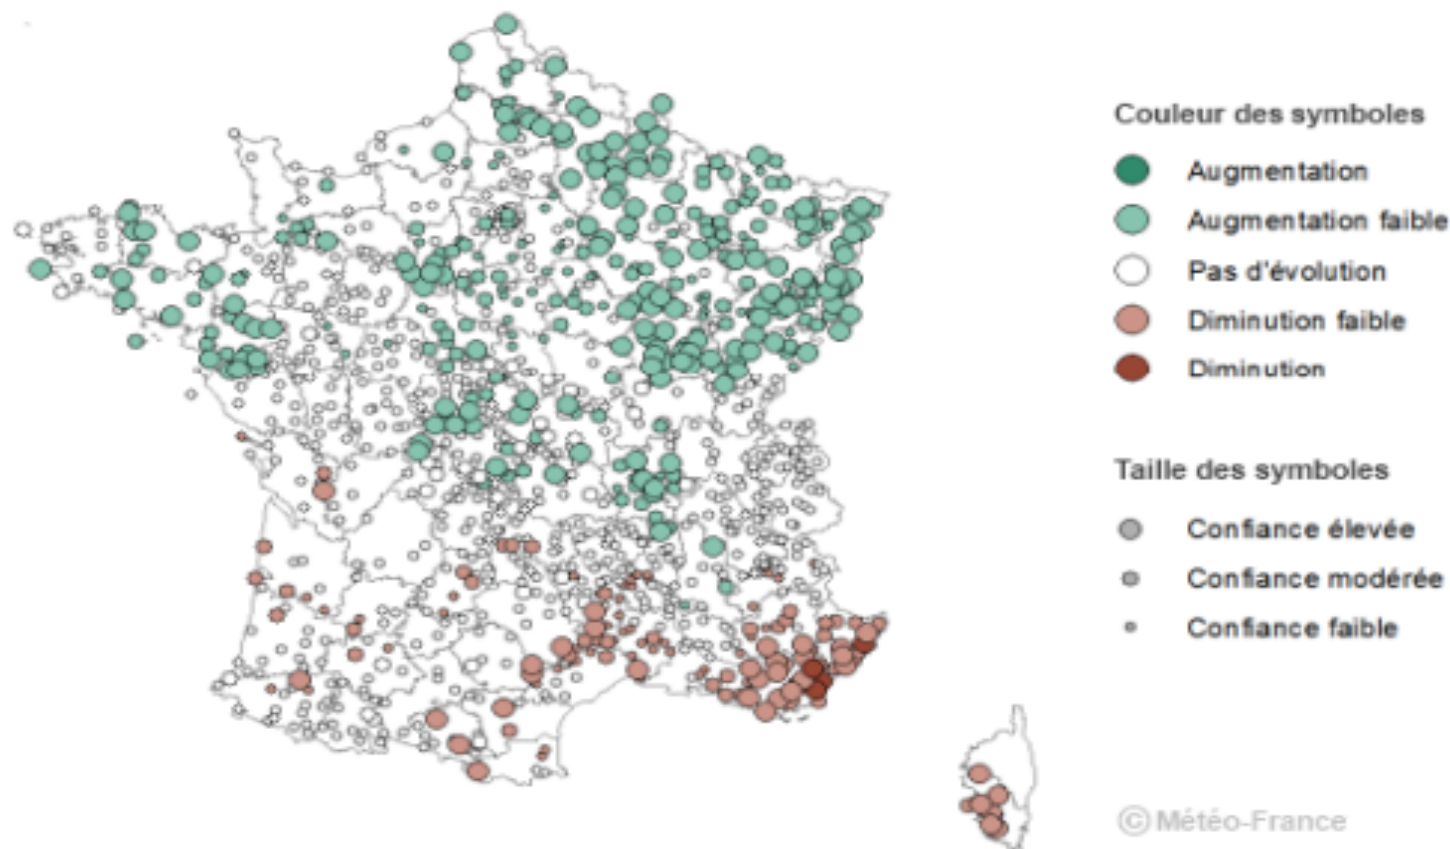 Couleur des symboles
Augmentation
Augmentation faible
Pas d'évolution
Diminution faible
Diminution
Taille des symboles
Confiance élevée
Confiance modérée
Confiance faible
© Météo-France